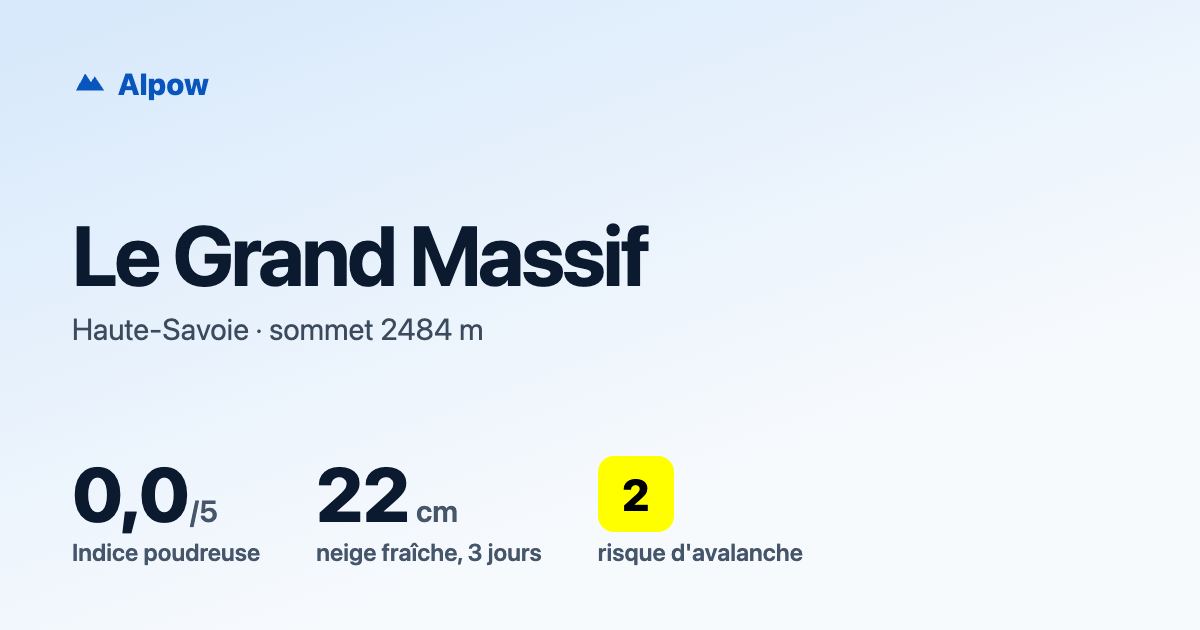 Alpow
Le Grand Massif
Haute-Savoie · sommet 2484 m
0,0/5
Indice poudreuse
22 cm
neige fraîche, 3 jours
2
risque d'avalanche